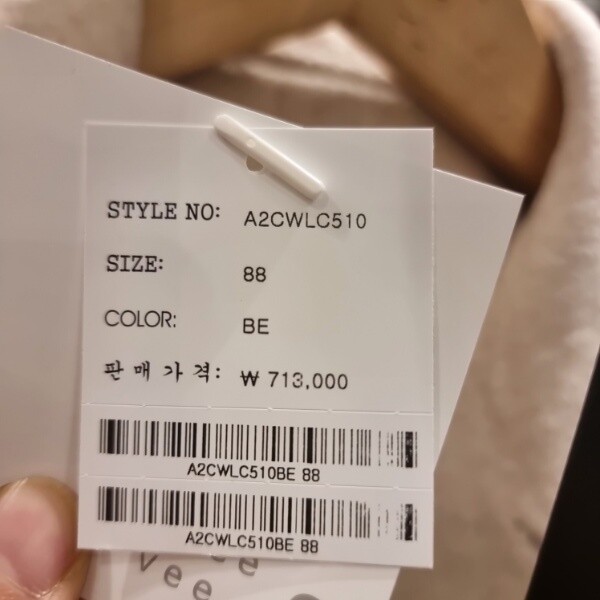 STYLE NO: A2CWLC510
SIZE: 88
COLOR: BE
판매가격: ₩ 713,000
A2CWLC510BE 88
A2CWLC510BE 88